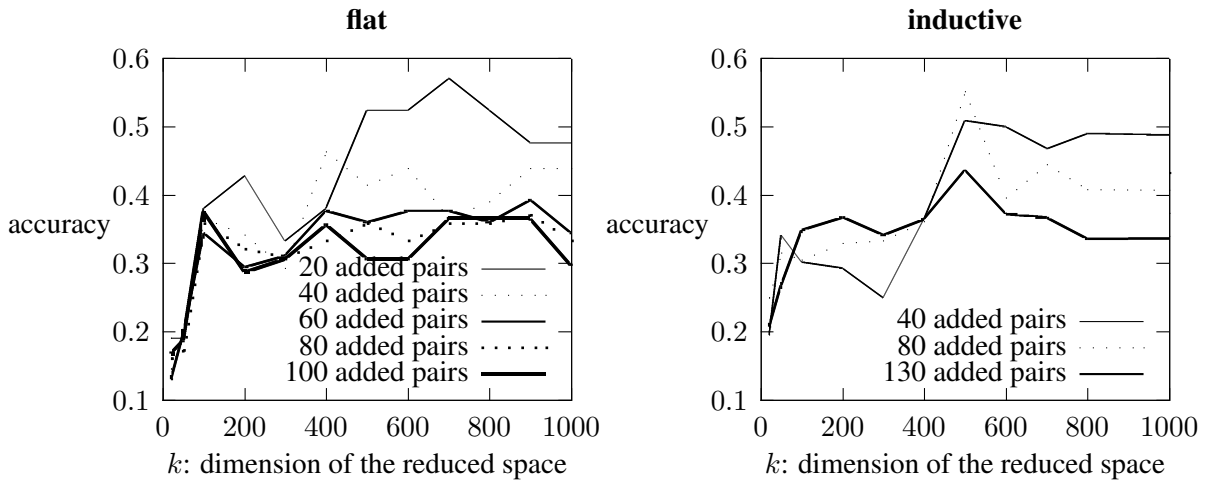 flat
0.6
0.5
0.4
accuracy
0.3
0.2
0.1
20 added pairs
40 added pairs
60 added pairs
80 added pairs
100 added pairs
0 200 400 600 800 1000
k: dimension of the reduced space
inductive
0.6
0.5
0.4
accuracy
0.3
0.2
0.1
40 added pairs
80 added pairs
130 added pairs
0 200 400 600 800 1000
k: dimension of the reduced space